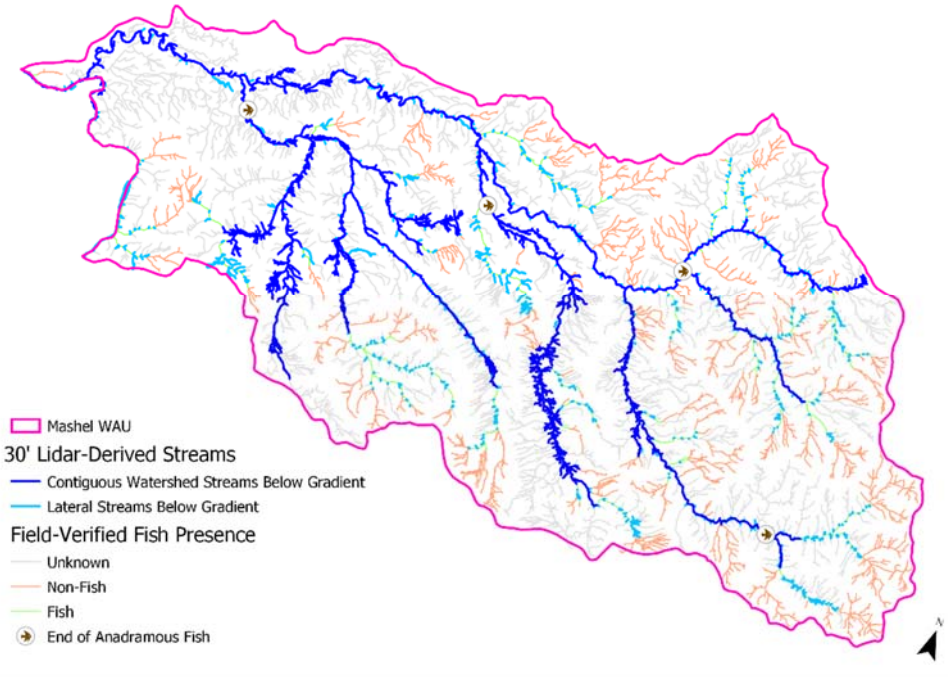 Mashel WAU
30' Lidar-Derived Streams
Contiguous Watershed Streams Below Gradient
Lateral Streams Below Gradient
Field-Verified Fish Presence
Unknown
Non-Fish
Fish
End of Anadramous Fish
N